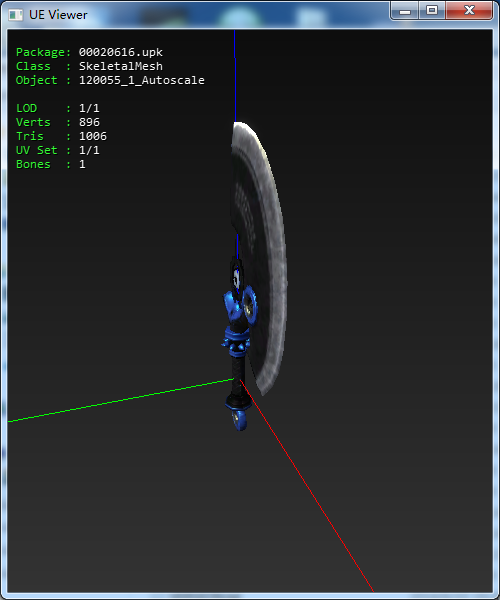 UE Viewer
Package: 00020616.upk
Class : SkeletalMesh
Object : 120055_1_Autoscale
LOD : 1/1
Verts : 896
Tris : 1006
UV Set : 1/1
Bones : 1